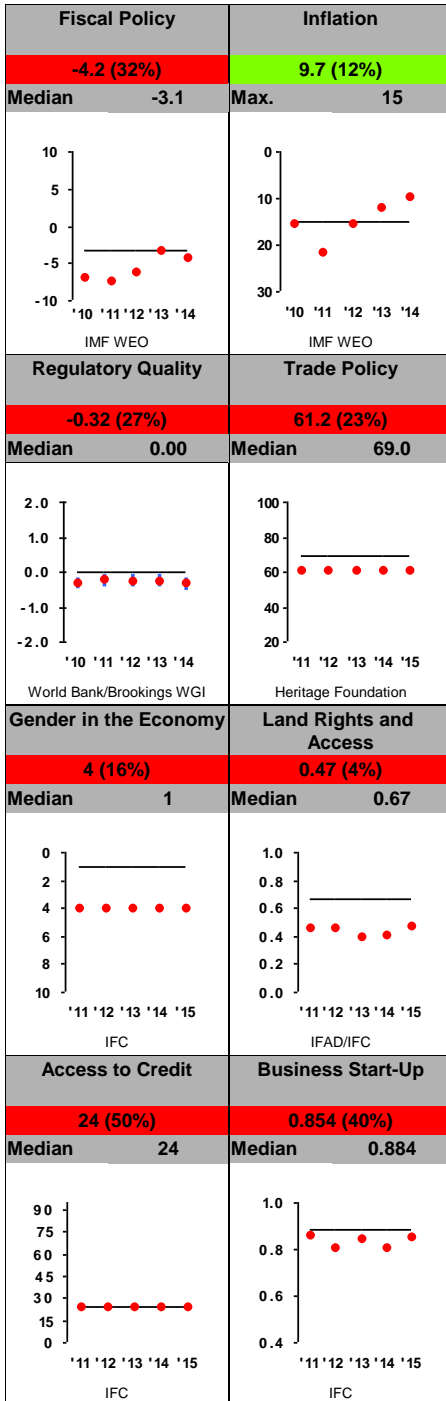 Fiscal Policy
-4.2 (32%)
Median -3.1
10
5
0
-5
-10
'10 '11 '12 '13 '14
IMF WEO
Inflation
9.7 (12%)
Max. 15
0
10
20
30
'10 '11 '12 '13 '14
IMF WEO
Regulatory Quality
-0.32 (27%)
Median 0.00
2.0
1.0
0.0
-1.0
-2.0
'10 '11 '12 '13 '14
World Bank/Brookings WGI
Trade Policy
61.2 (23%)
Median 69.0
100
80
60
40
20
'11 '12 '13 '14 '15
Heritage Foundation
Gender in the Economy
4 (16%)
Median 1
0
2
4
6
8
10
'11 '12 '13 '14 '15
IFC
Land Rights and
Access
0.47 (4%)
Median 0.67
1.0
0.8
0.6
0.4
0.2
0.0
'11 '12 '13 '14 '15
IFAD/IFC
Access to Credit
24 (50%)
Median 24
90
75
60
45
30
15
0
'11 '12 '13 '14 '15
IFC
Business Start-Up
0.854 (40%)
Median 0.884
1.0
0.8
0.6
0.4
'11 '12 '13 '14 '15
IFC